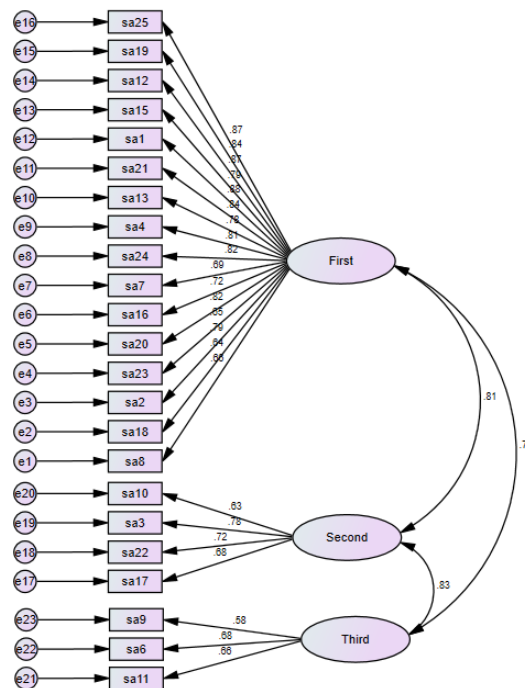 e16 sa25
e15 sa19
e14 sa12
e13 sa15
e12 sa1
e11 sa21
e10 sa13
e9 sa4
e8 sa24
e7 sa7
e6 sa16
e5 sa20
e4 sa23
e3 sa2
e2 sa18
e1 sa8
.87
.84
.87
.79
.88
.84
.78
.81
.82
.69
.72
.82
.79
.64
First
.81
.7
e20 sa10
e19 sa3
e18 sa22
e17 sa17
.63
.78
.72
.68
Second
.83
e23 sa9
e22 sa6
e21 sa11
.58
.68
.66
Third